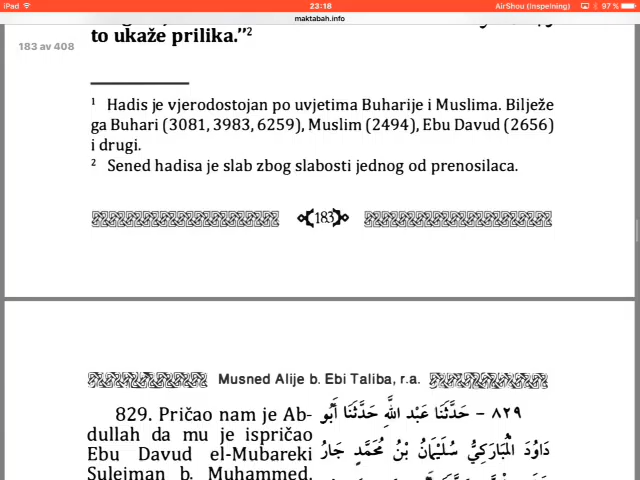 iPad 23:18 AirShou (Inspelning) 97 %
maktabah.info
183 av 408
to ukaže prilika.”²
¹ Hadis je vjerodostojan po uvjetima Buharije i Muslima. Bilježe
ga Buhari (3081, 3983, 6259), Muslim (2494), Ebu Davud (2656)
i drugi.
² Sened hadisa je slab zbog slabosti jednog od prenosilaca.
183
Musned Alije b. Ebi Taliba, r.a.
829. Pričao nam je Ab-
dullah da mu je ispričao
Ebu Davud el-Mubareki
Sulejman b. Muhammed,
٨٢٩ – حَدَّثَنَا عَبْد اللَّهِ حَدَّثَنَا أَبُو
دَاوُدَ الْمُبَارَكِيُّ سُلَيْمَانُ بْنُ مُحَمَّدٍ جَارُ